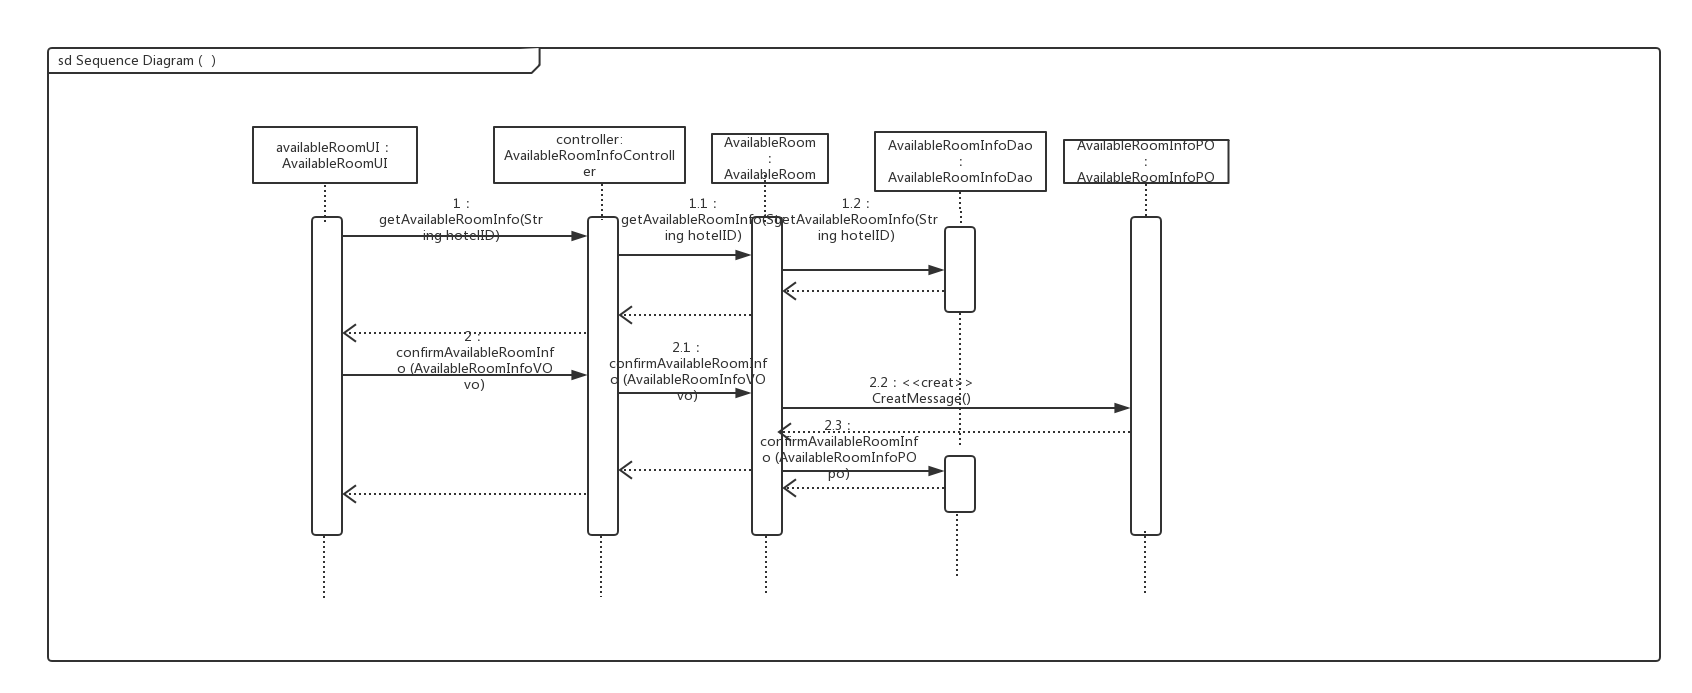 sd Sequence Diagram ( )
availableRoomUI :
AvailableRoomUI
controller:
AvailableRoomInfoControll
er
AvailableRoom
:
AvailableRoom
AvailableRoomInfoDao
:
AvailableRoomInfoDao
AvailableRoomInfoPO
:
AvailableRoomInfoPO
1 :
getAvailableRoomInfo(Str
ing hotelID)
1.1 :
getAvailableRoomInfo(Str
ing hotelID)
1.2 :
getAvailableRoomInfo(Str
ing hotelID)
2 :
confirmAvailableRoomInf
o (AvailableRoomInfoVO
vo)
2.1 :
confirmAvailableRoomInf
o (AvailableRoomInfoVO
vo)
2.2 : <<creat>>
CreatMessage()
2.3 :
confirmAvailableRoomInf
o (AvailableRoomInfoPO
po)